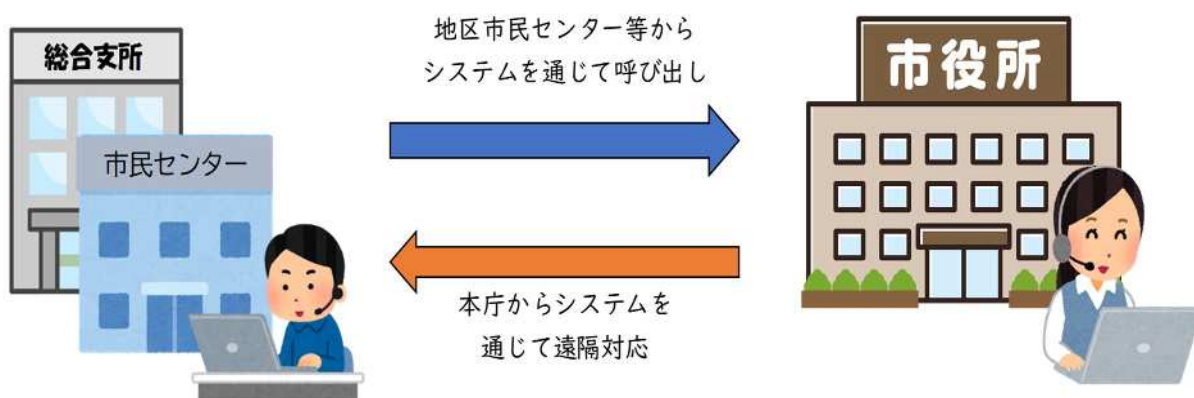 総合支所
市民センター
地区市民センター等から
システムを通じて呼び出し
市役所
本庁からシステムを
通じて遠隔対応